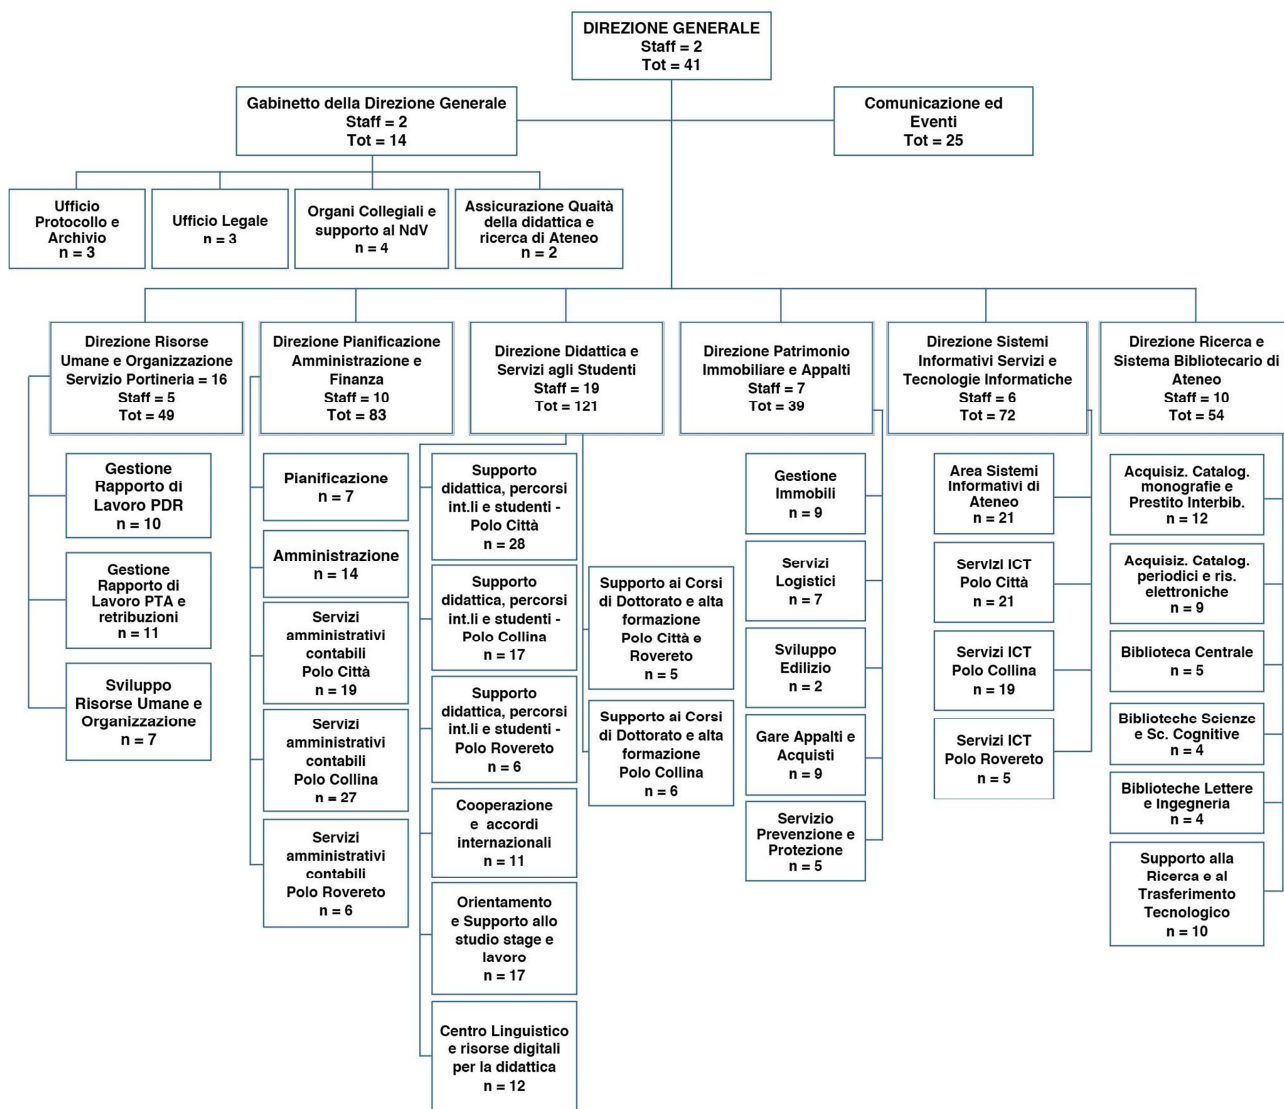 DIREZIONE GENERALE
Staff = 2
Tot = 41
Gabinetto della Direzione Generale
Staff = 2
Tot = 14
Comunicazione ed
Eventi
Tot = 25
Ufficio
Protocollo e
Archivio
n = 3
Ufficio Legale
n = 3
Organi Collegiali e
supporto al NdV
n = 4
Assicurazione Quaità
della didattica e
ricerca di Ateneo
n = 2
Direzione Risorse
Umane e Organizzazione
Servizio Portineria = 16
Staff = 5
Tot = 49
Direzione Pianificazione
Amministrazione e
Finanza
Staff = 10
Tot = 83
Direzione Didattica e
Servizi agli Studenti
Staff = 19
Tot = 121
Direzione Patrimonio
Immobiliare e Appalti
Staff = 7
Tot = 39
Direzione Sistemi
Informativi Servizi e
Tecnologie Informatiche
Staff = 6
Tot = 72
Direzione Ricerca e
Sistema Bibliotecario di
Ateneo
Staff = 10
Tot = 54
Gestione
Rapporto di
Lavoro PDR
n = 10
Gestione
Rapporto di
Lavoro PTA e
retribuzioni
n = 11
Sviluppo
Risorse Umane e
Organizzazione
n = 7
Pianificazione
n = 7
Amministrazione
n = 14
Servizi
amministrativi
contabili
Polo Città
n = 19
Servizi
amministrativi
contabili
Polo Collina
n = 27
Servizi
amministrativi
contabili
Polo Rovereto
n = 6
Supporto
didattica, percorsi
int.li e studenti -
Polo Città
n = 28
Supporto
didattica, percorsi
int.li e studenti -
Polo Collina
n = 17
Supporto
didattica, percorsi
int.li e studenti -
Polo Rovereto
n = 6
Cooperazione
e accordi
internazionali
n = 11
Orientamento
e Supporto allo
studio stage e
lavoro
n = 17
Centro Linguistico
e risorse digitali
per la didattica
n = 12
Supporto ai Corsi
di Dottorato e alta
formazione
Polo Città e
Rovereto
n = 5
Supporto ai Corsi
di Dottorato e alta
formazione
Polo Collina
n = 6
Gestione
Immobili
n = 9
Servizi
Logistici
n = 7
Sviluppo
Edilizio
n = 2
Gare Appalti e
Acquisti
n = 9
Servizio
Prevenzione e
Protezione
n = 5
Area Sistemi
Informativi di
Ateneo
n = 21
Servizi ICT
Polo Città
n = 21
Servizi ICT
Polo Collina
n = 19
Servizi ICT
Polo Rovereto
n = 5
Acquisiz. Catalog.
monografie e
Prestito Interbib.
n = 12
Acquisiz. Catalog.
periodici e ris.
elettroniche
n = 9
Biblioteca Centrale
n = 5
Biblioteche Scienze
e Sc. Cognitive
n = 4
Biblioteche Lettere
e Ingegneria
n = 4
Supporto alla
Ricerca e al
Trasferimento
Tecnologico
n = 10